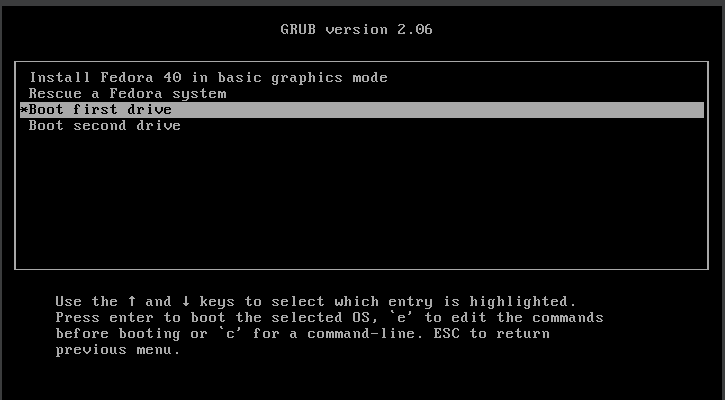 GRUB version 2.06
Install Fedora 40 in basic graphics mode
Rescue a Fedora system
*Boot first drive
Boot second drive
Use the ↑ and ↓ keys to select which entry is highlighted.
Press enter to boot the selected OS, `e' to edit the commands
before booting or `c' for a command-line. ESC to return
previous menu.